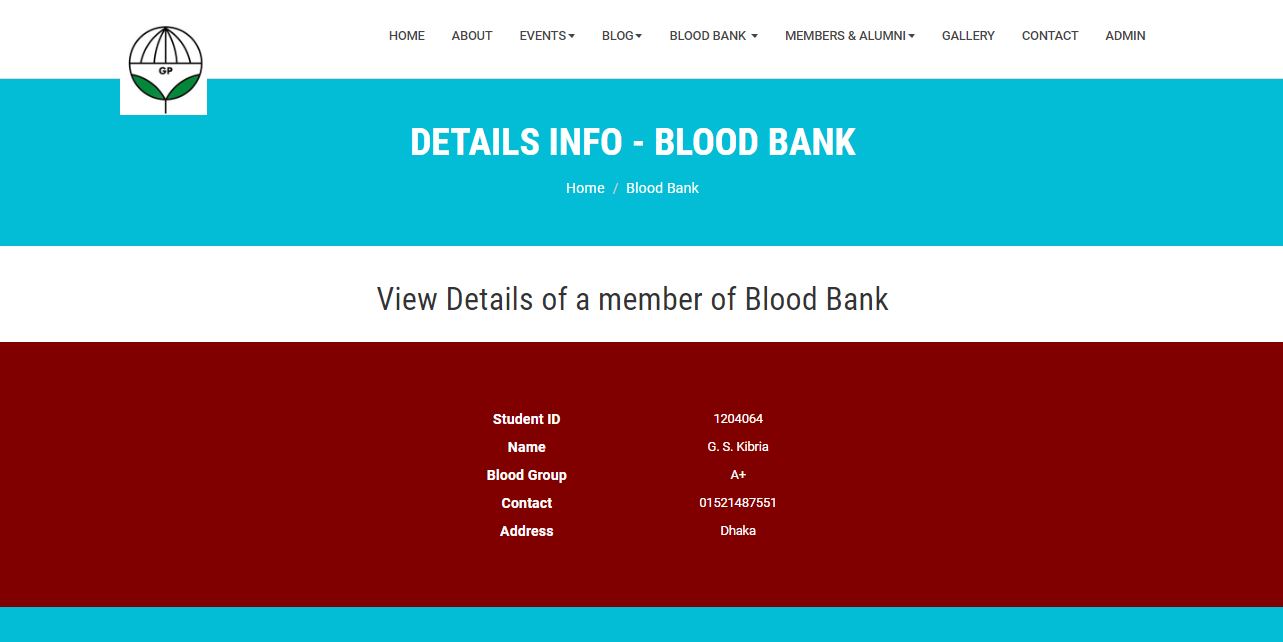 HOME ABOUT EVENTS BLOG BLOOD BANK MEMBERS & ALUMNI GALLERY CONTACT ADMIN
GP
DETAILS INFO - BLOOD BANK
Home / Blood Bank
View Details of a member of Blood Bank
Student ID 1204064
Name G. S. Kibria
Blood Group A+
Contact 01521487551
Address Dhaka